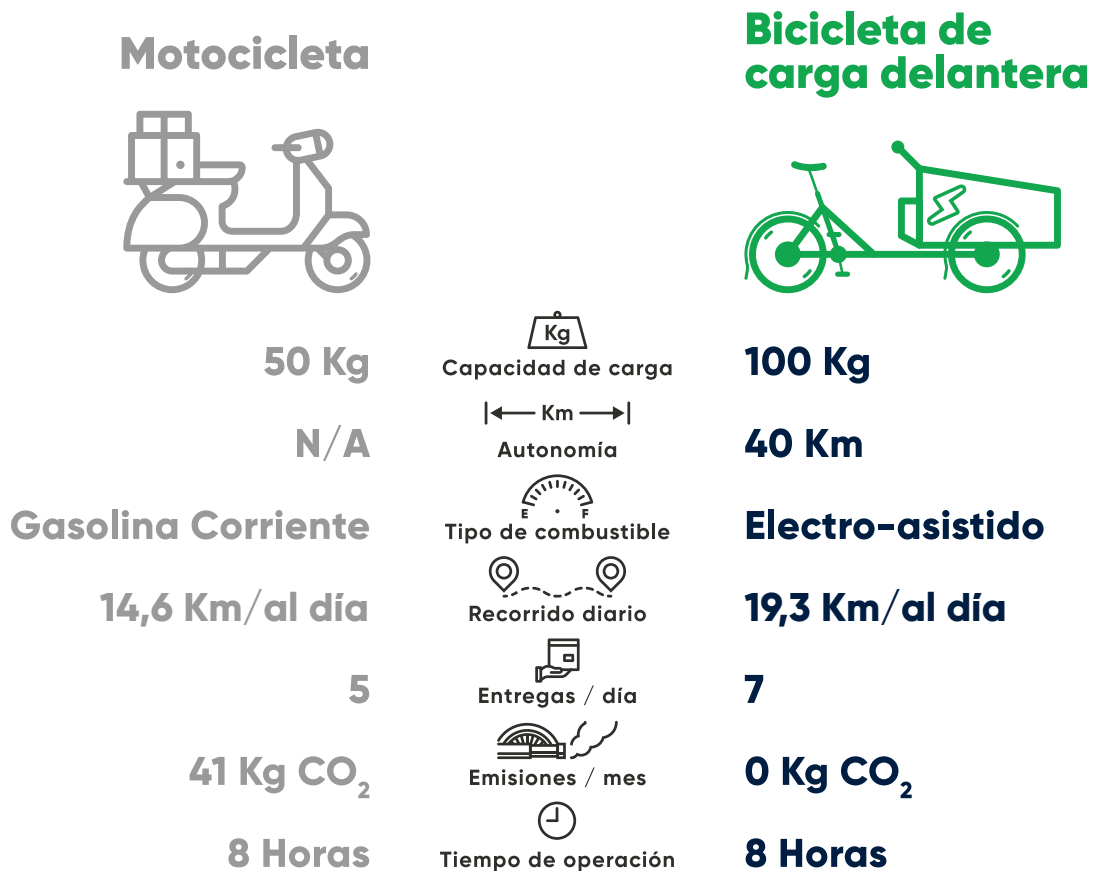 Motocicleta
Bicicleta de
carga delantera
Kg
50 Kg
Capacidad de carga
100 Kg
Km
N/A
Autonomía
40 Km
E F
Gasolina Corriente
Tipo de combustible
Electro-asistido
14,6 Km/al día
Recorrido diario
19,3 Km/al día
5
Entregas / día
7
41 Kg CO₂
Emisiones / mes
0 Kg CO₂
8 Horas
Tiempo de operación
8 Horas